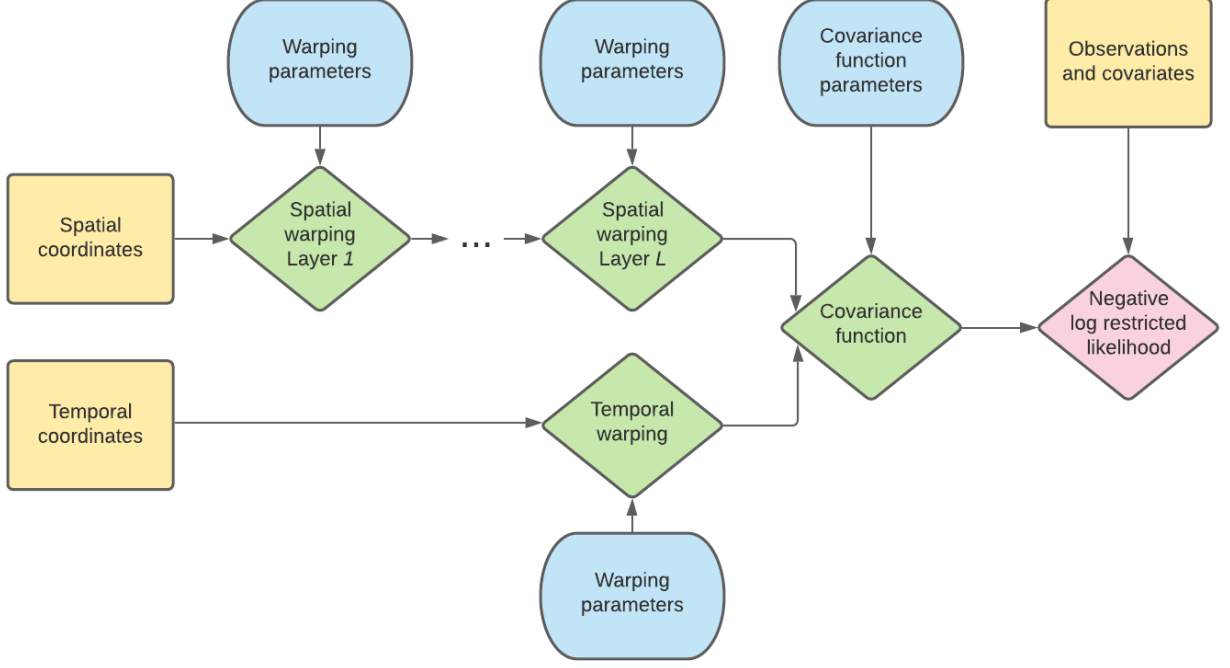 Warping
parameters
Warping
parameters
Covariance
function
parameters
Observations
and covariates
Spatial
coordinates
Spatial
warping
Layer 1
...
Spatial
warping
Layer L
Covariance
function
Negative
log restricted
likelihood
Temporal
coordinates
Temporal
warping
Warping
parameters